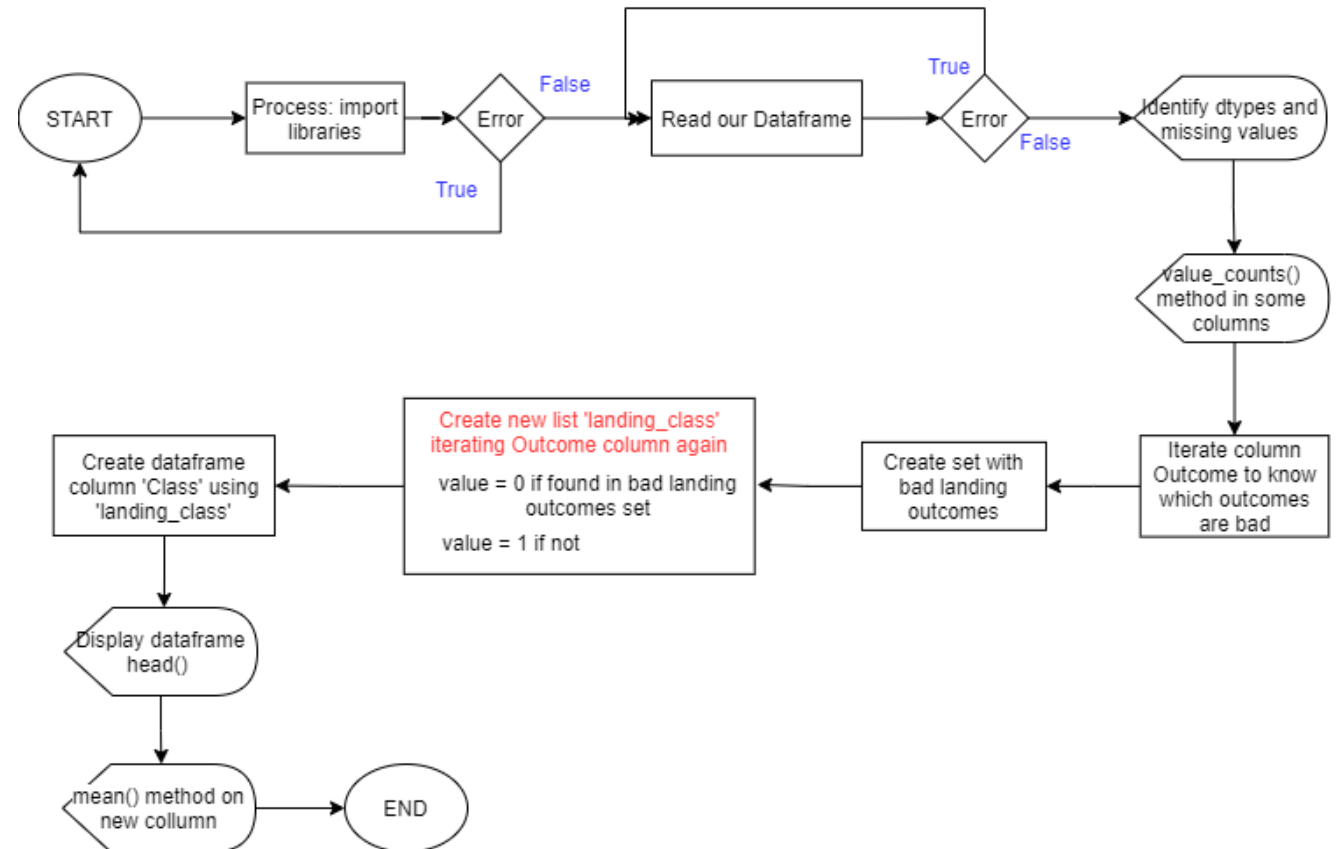 START
Process: import
libraries
Error
False
True
Read our Dataframe
Error
True
False
Identify dtypes and
missing values
value_counts()
method in some
columns
Iterate column
Outcome to know
which outcomes
are bad
Create set with
bad landing
outcomes
Create new list 'landing_class'
iterating Outcome column again
value = 0 if found in bad landing
outcomes set
value = 1 if not
Create dataframe
column 'Class' using
'landing_class'
Display dataframe
head()
mean() method on
new collumn
END